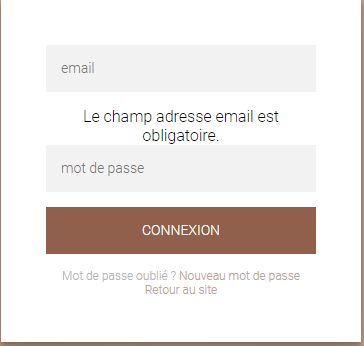 email
Le champ adresse email est
obligatoire.
mot de passe
CONNEXION
Mot de passe oublié ? Nouveau mot de passe
Retour au site